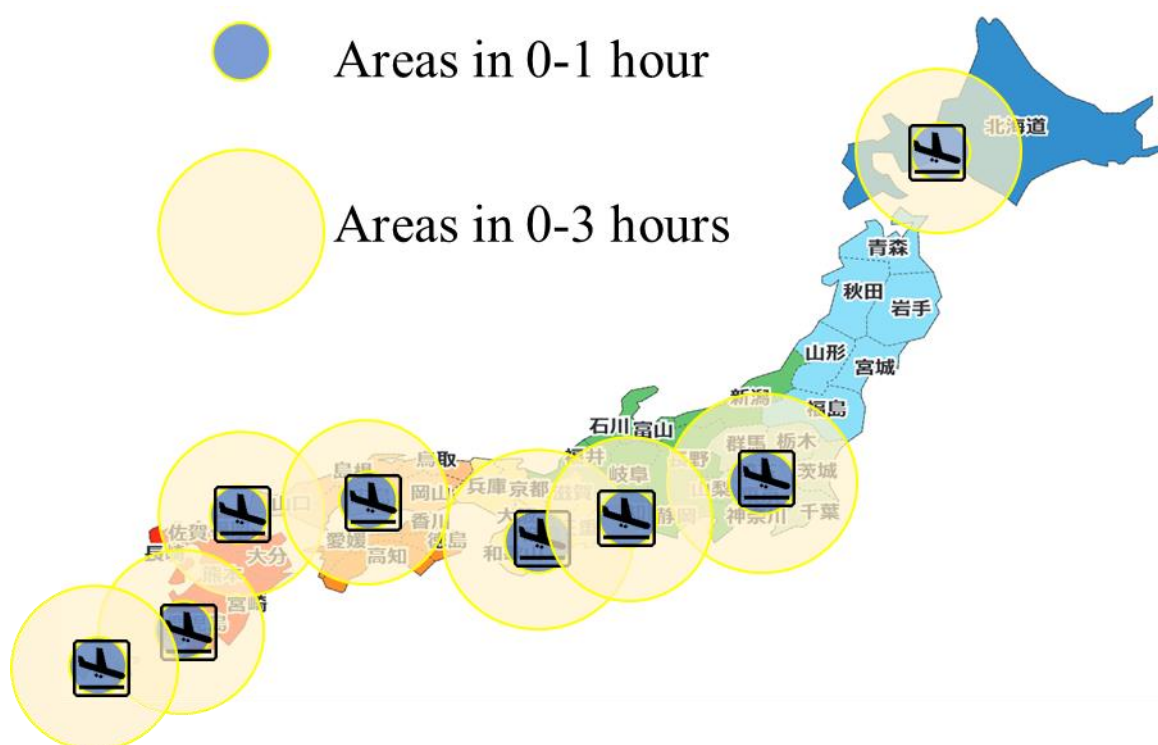 Areas in 0-1 hour
Areas in 0-3 hours
北海道
青森
秋田
岩手
山形
宮城
新潟
福島
石川
富山
群馬
栃木
福井
岐阜
長野
茨城
鳥取
島根
岡山
兵庫
京都
滋賀
山梨
山口
香川
静岡
神奈川
千葉
佐賀
愛媛
徳島
高知
長崎
大分
熊本
宮崎